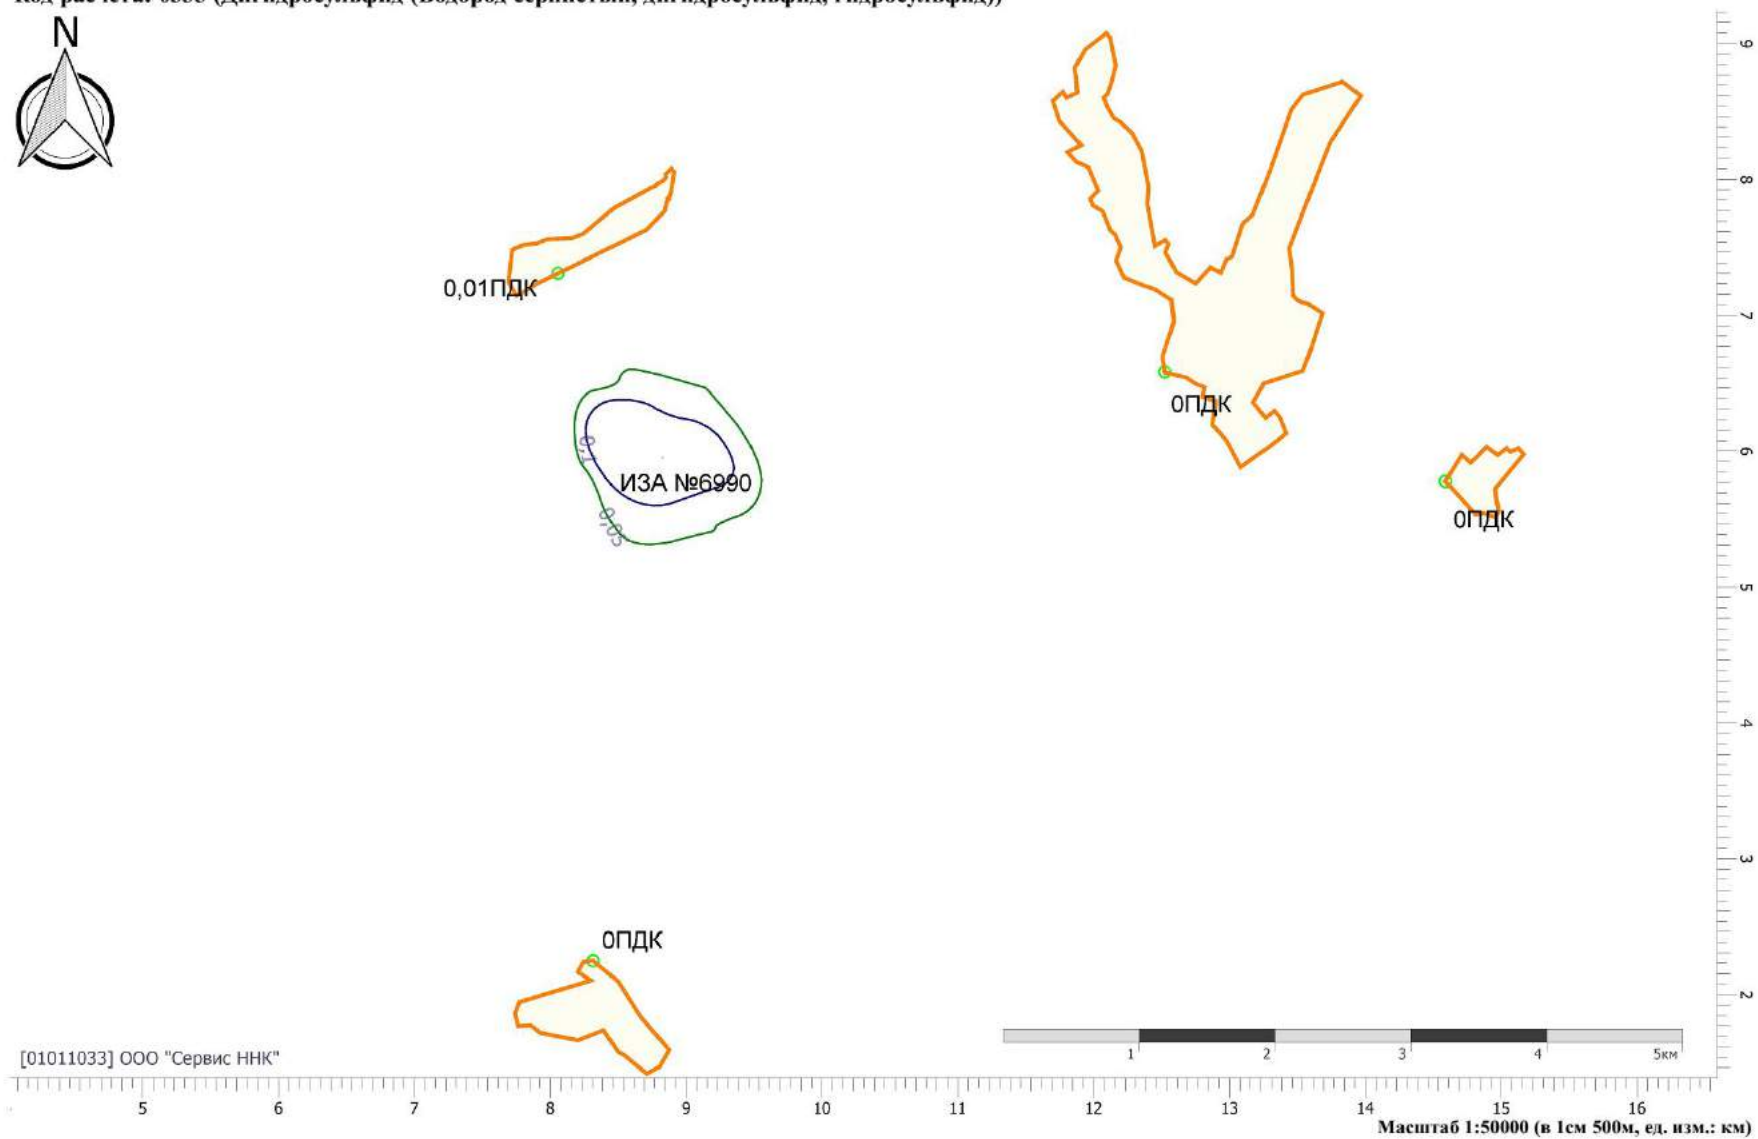 N
9
8
0,01ПДК
7
0ПДК
6
0,1
ИЗА №6990
0,05
0ПДК
5
4
3
0ПДК
2
[01011033] ООО "Сервис ННК"
1 2 3 4 5км
5 6 7 8 9 10 11 12 13 14 15 16
Масштаб 1:50000 (в 1см 500м, ед. изм.: км)